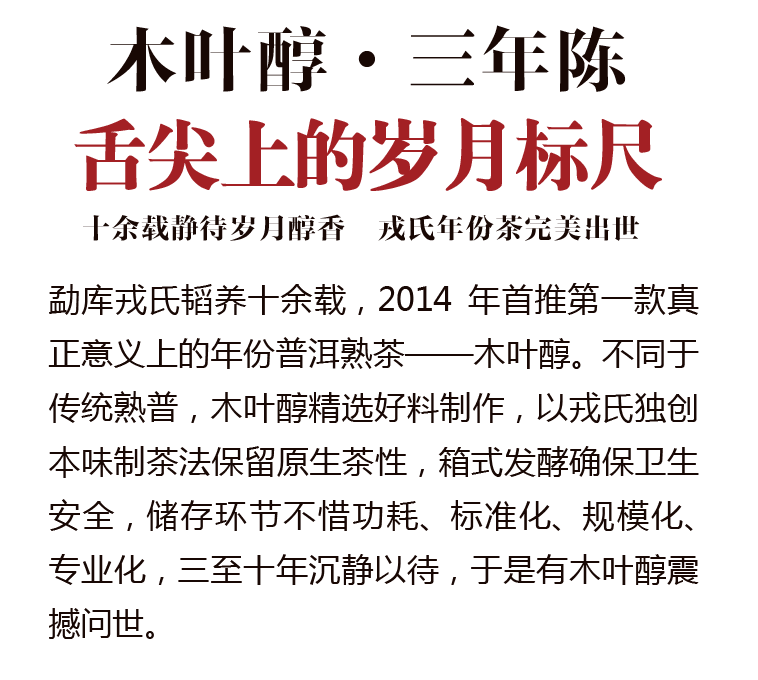 木叶醇·三年陈
舌尖上的岁月标尺
十余载静待岁月醇香 戎氏年份茶完美出世
勐库戎氏韬养十余载，2014 年首推第一款真
正意义上的年份普洱熟茶——木叶醇。不同于
传统熟普，木叶醇精选好料制作，以戎氏独创
本味制茶法保留原生茶性，箱式发酵确保卫生
安全，储存环节不惜功耗、标准化、规模化、
专业化，三至十年沉静以待，于是有木叶醇震
撼问世。